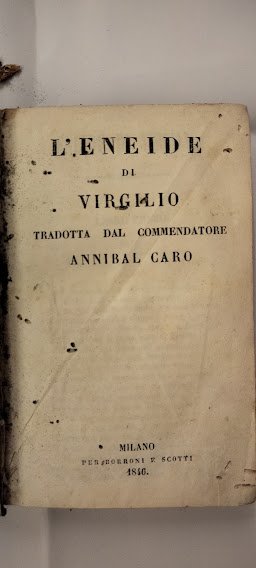 L'ENEIDE
DI
VIRGILIO
TRADOTTA DAL COMMENDATORE
ANNIBAL CARO
MILANO
PER BORRONI E SCOTTI
1846.